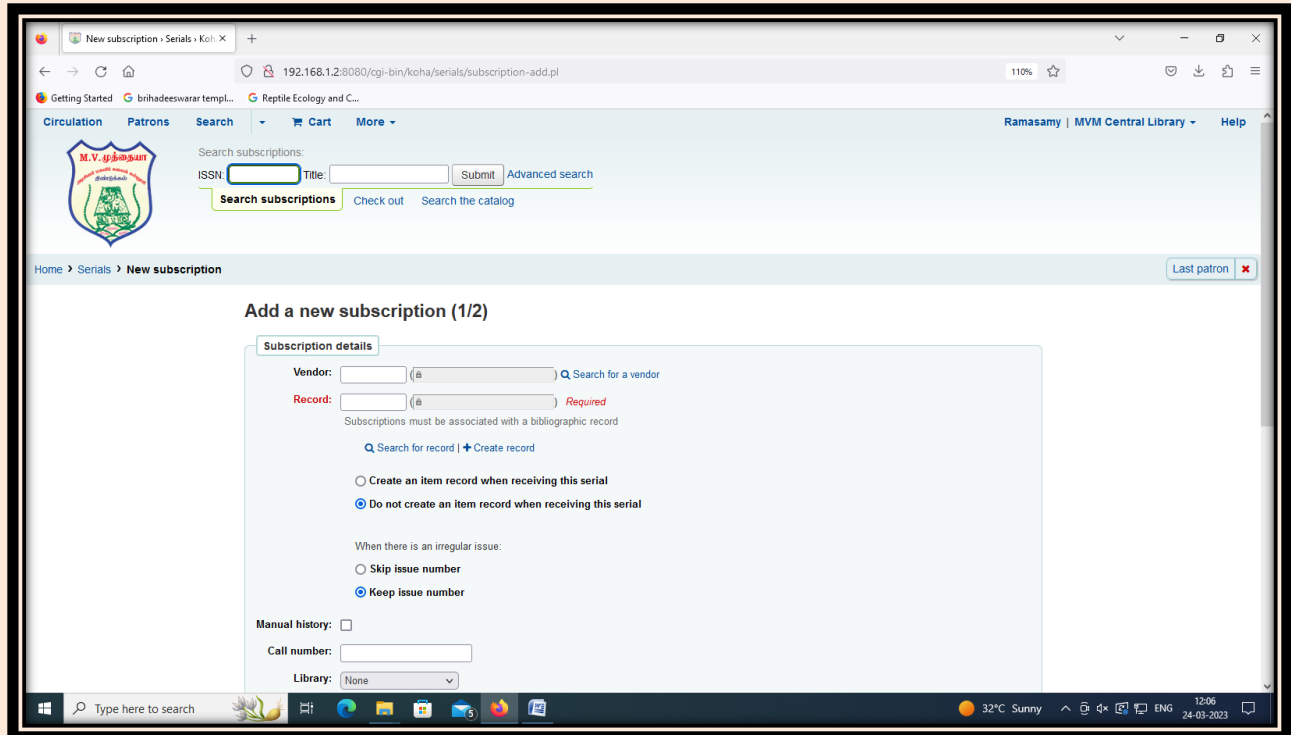 New subscription › Serials › Koh
192.168.1.2:8080/cgi-bin/koha/serials/subscription-add.pl
110%
Getting Started brihadeeswarar templ... Reptile Ecology and C...
Circulation Patrons Search Cart More Ramasamy | MVM Central Library Help
M.V.முத்தையா
திண்டுக்கல்
Search subscriptions:
ISSN: Title: Submit Advanced search
Search subscriptions Check out Search the catalog
Home › Serials › New subscription Last patron
Add a new subscription (1/2)
Subscription details
Vendor: ( ) Search for a vendor
Record: ( ) Required
Subscriptions must be associated with a bibliographic record
Search for record | Create record
Create an item record when receiving this serial
Do not create an item record when receiving this serial
When there is an irregular issue:
Skip issue number
Keep issue number
Manual history:
Call number:
Library: None
Type here to search 5 32°C Sunny ENG 12:06
24-03-2023